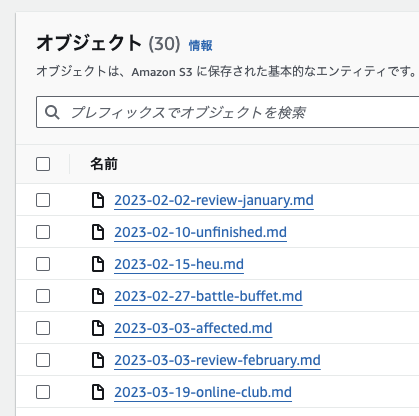 オブジェクト (30) 情報
オブジェクトは、Amazon S3 に保存された基本的なエンティティです。
プレフィックスでオブジェクトを検索
名前
2023-02-02-review-january.md
2023-02-10-unfinished.md
2023-02-15-heu.md
2023-02-27-battle-buffet.md
2023-03-03-affected.md
2023-03-03-review-february.md
2023-03-19-online-club.md